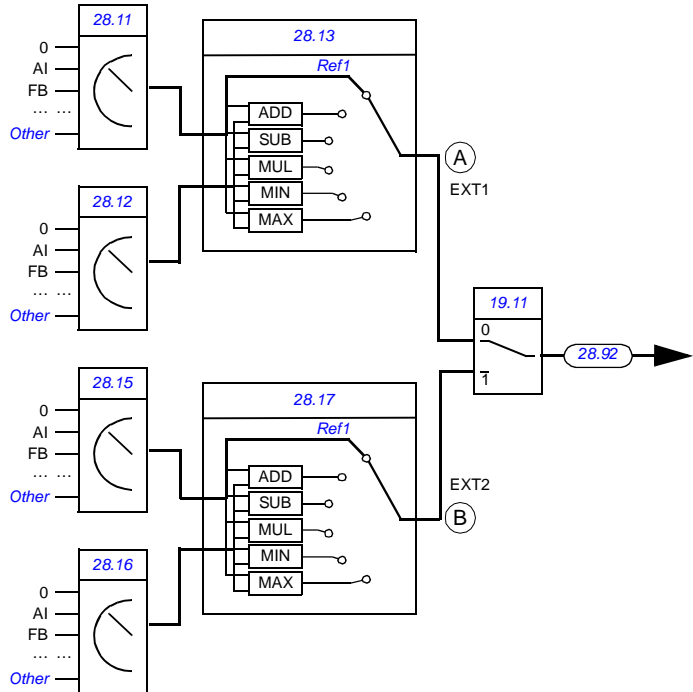 28.11
0
AI
FB
... ...
Other
28.13
Ref1
ADD
SUB
MUL
MIN
MAX
A
EXT1
28.12
0
AI
FB
... ...
Other
19.11
0
1
28.92
28.15
0
AI
FB
... ...
Other
28.17
Ref1
ADD
SUB
MUL
MIN
MAX
EXT2
B
28.16
0
AI
FB
... ...
Other